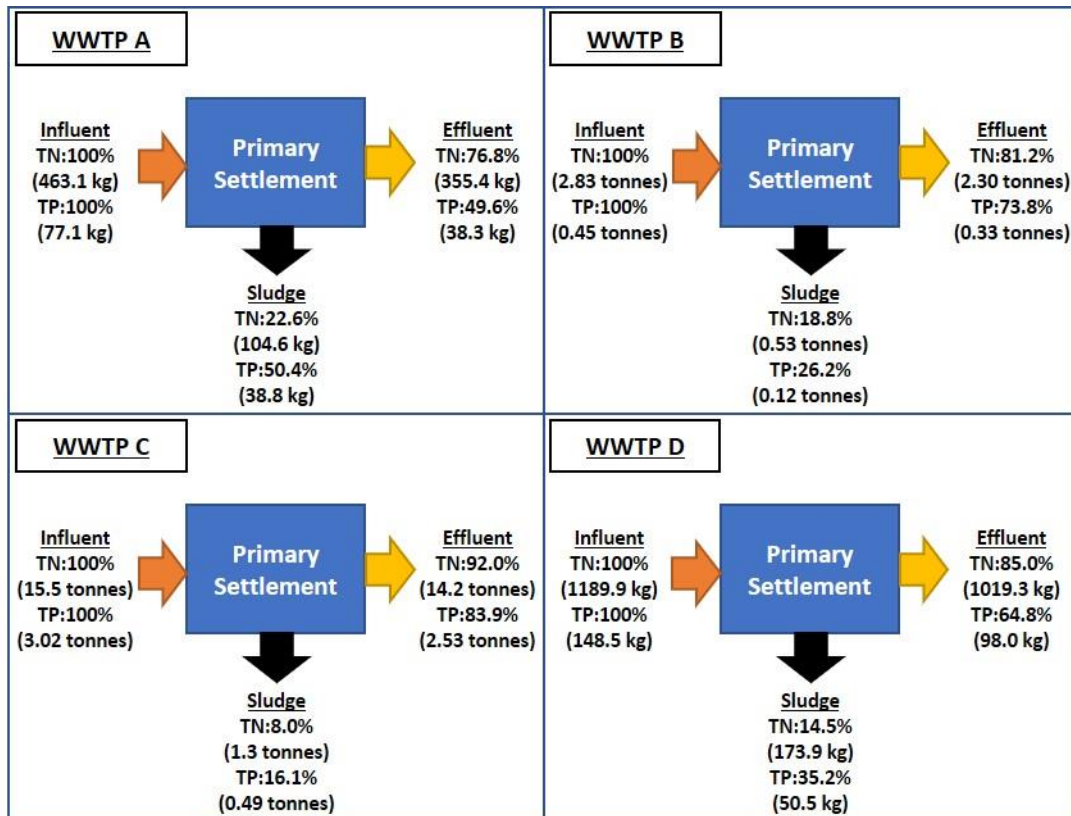 WWTP A
Influent
TN:100%
(463.1 kg)
TP:100%
(77.1 kg)
Primary
Settlement
Effluent
TN:76.8%
(355.4 kg)
TP:49.6%
(38.3 kg)
Sludge
TN:22.6%
(104.6 kg)
TP:50.4%
(38.8 kg)
WWTP B
Influent
TN:100%
(2.83 tonnes)
TP:100%
(0.45 tonnes)
Primary
Settlement
Effluent
TN:81.2%
(2.30 tonnes)
TP:73.8%
(0.33 tonnes)
Sludge
TN:18.8%
(0.53 tonnes)
TP:26.2%
(0.12 tonnes)
WWTP C
Influent
TN:100%
(15.5 tonnes)
TP:100%
(3.02 tonnes)
Primary
Settlement
Effluent
TN:92.0%
(14.2 tonnes)
TP:83.9%
(2.53 tonnes)
Sludge
TN:8.0%
(1.3 tonnes)
TP:16.1%
(0.49 tonnes)
WWTP D
Influent
TN:100%
(1189.9 kg)
TP:100%
(148.5 kg)
Primary
Settlement
Effluent
TN:85.0%
(1019.3 kg)
TP:64.8%
(98.0 kg)
Sludge
TN:14.5%
(173.9 kg)
TP:35.2%
(50.5 kg)